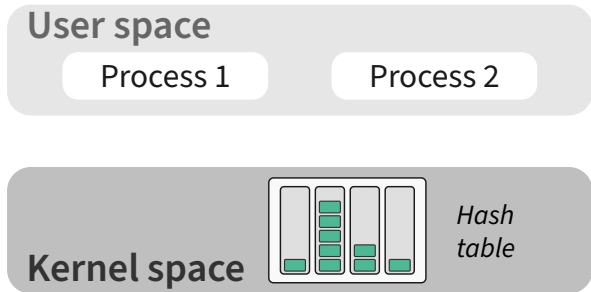 User space
Process 1
Process 2
Hash
table
Kernel space